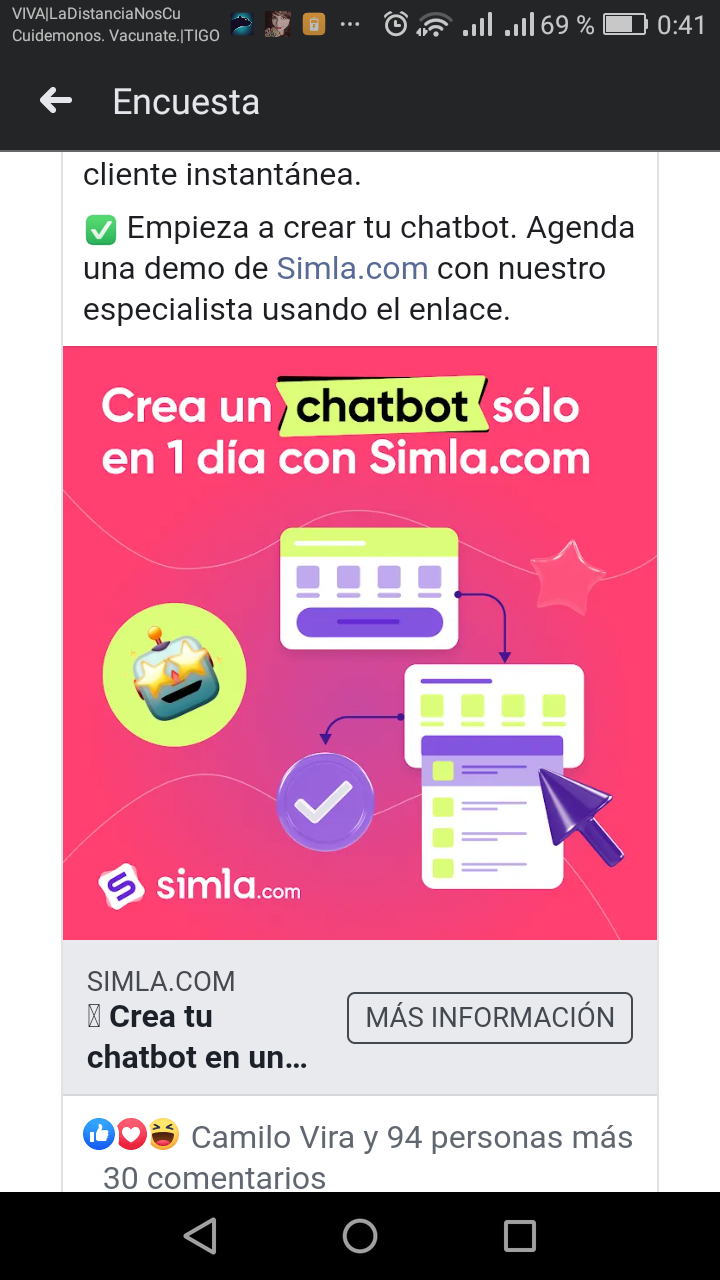 VIVA|LaDistanciaNosCu
Cuidemonos. Vacunate.|TIGO
69 %
0:41
Encuesta
cliente instantánea.
✅ Empieza a crear tu chatbot. Agenda
una demo de Simla.com con nuestro
especialista usando el enlace.
Crea un chatbot sólo
en 1 día con Simla.com
simla.com
SIMLA.COM
Crea tu
chatbot en un...
MÁS INFORMACIÓN
Camilo Vira y 94 personas más
30 comentarios